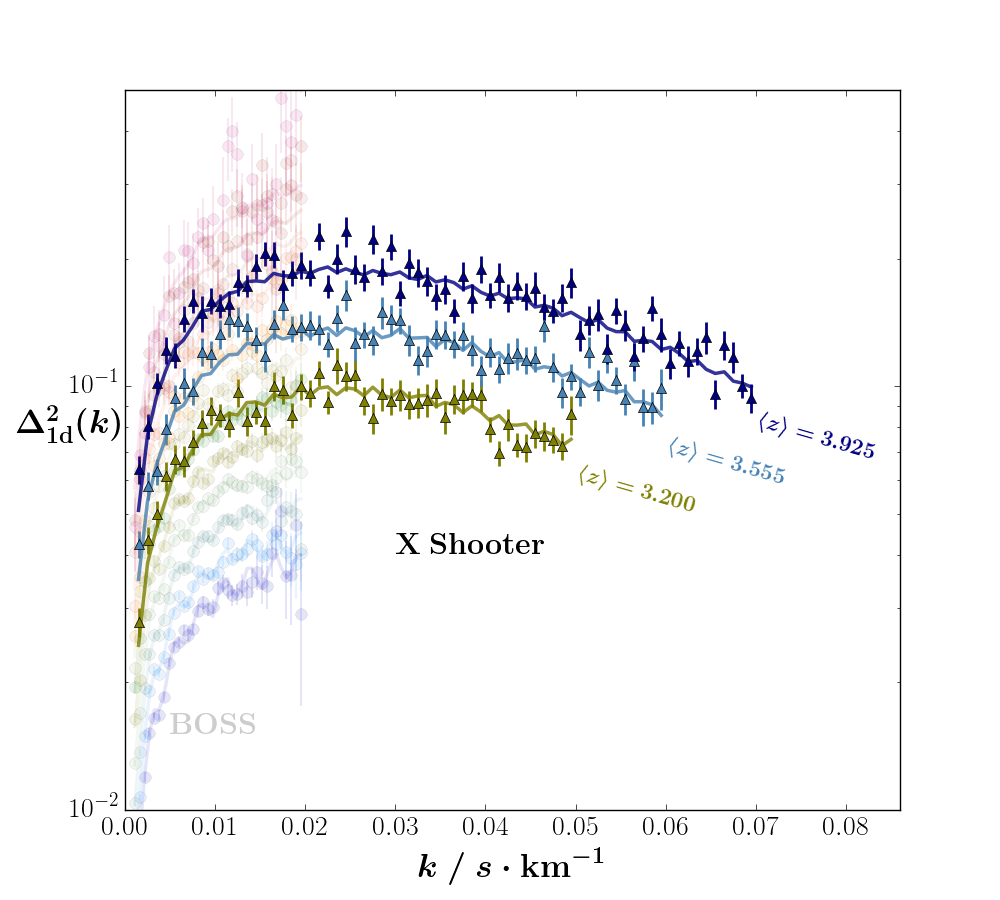 10⁻¹
Δ²₁d(k)
⟨z⟩ = 3.925
⟨z⟩ = 3.555
⟨z⟩ = 3.200
X Shooter
BOSS
10⁻²
0.00 0.01 0.02 0.03 0.04 0.05 0.06 0.07 0.08
k / s · km⁻¹